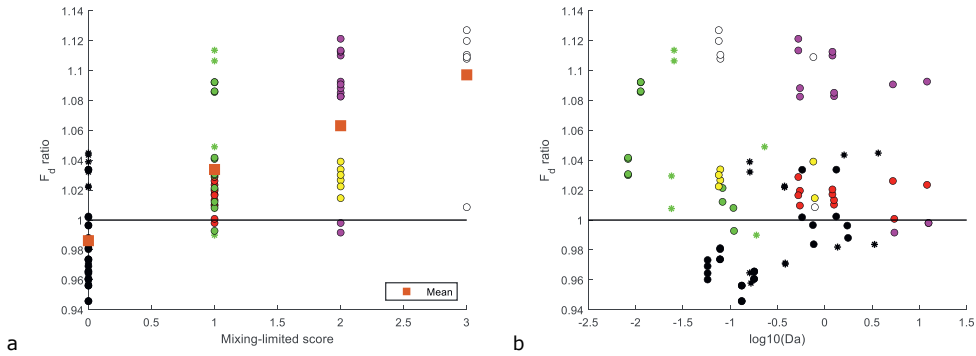 1.14
1.12
1.1
1.08
1.06
1.04
1.02
1
0.98
0.96
0.94
F_d ratio
0 0.5 1 1.5 2 2.5 3
Mixing-limited score
Mean
a
1.14
1.12
1.1
1.08
1.06
1.04
1.02
1
0.98
0.96
0.94
F_d ratio
-2.5 -2 -1.5 -1 -0.5 0 0.5 1 1.5
log10(Da)
b